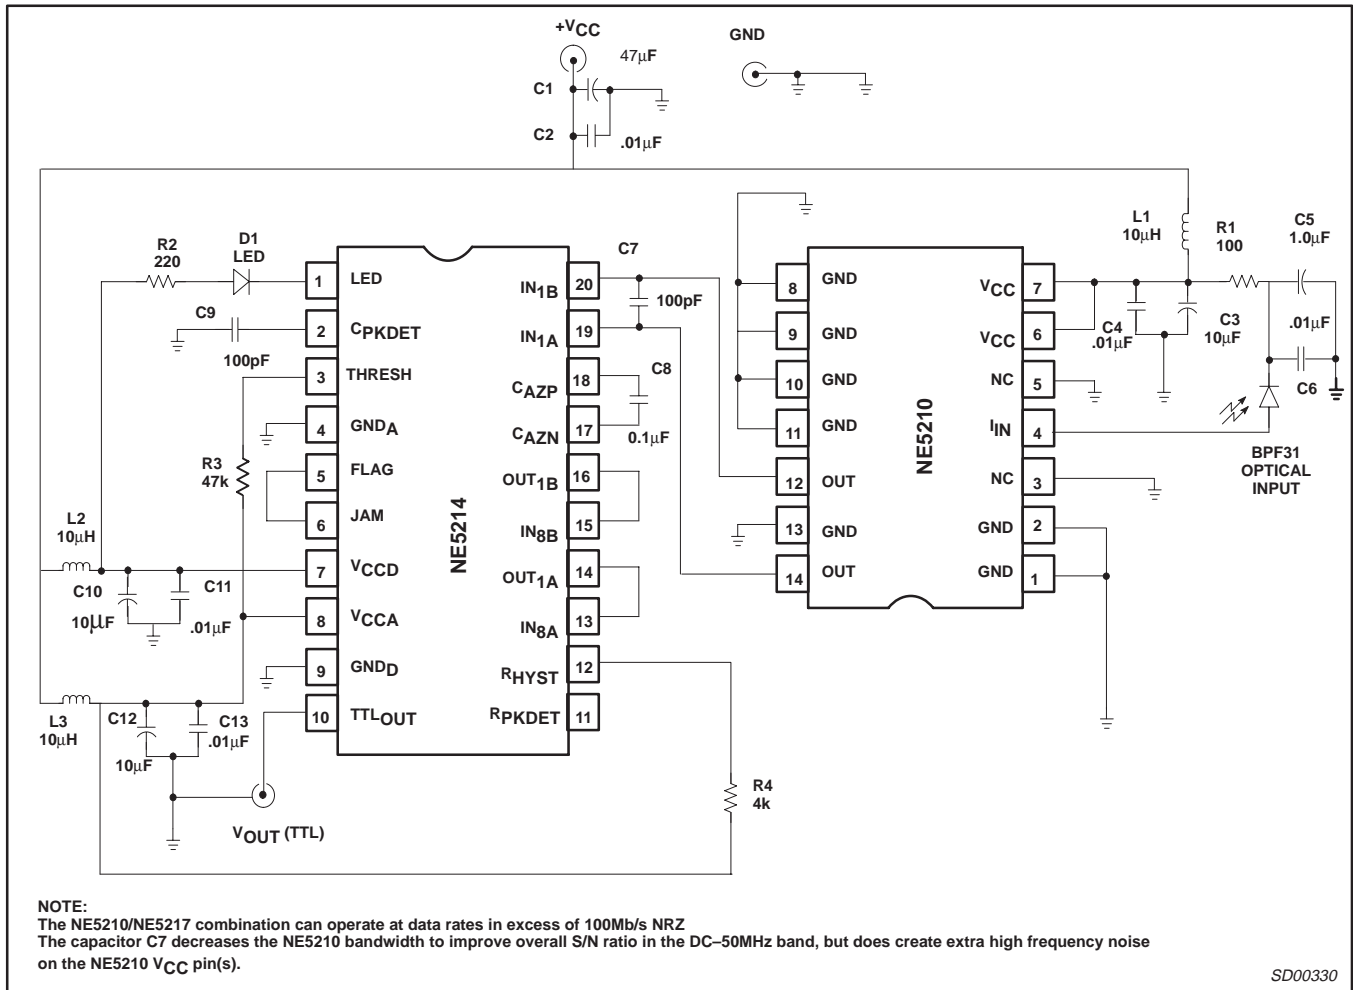 +VCC
GND
47μF
C1
C2
.01μF
R2
220
D1
LED
C9
100pF
R3
47k
L2
10μH
C10
10μF
C11
.01μF
L3
10μH
C12
10μF
C13
.01μF
VOUT (TTL)
1 LED
2 CPKDET
3 THRESH
4 GNDA
5 FLAG
6 JAM
7 VCCD
8 VCCA
9 GNDD
10 TTLOUT
NE5214
IN1B 20
IN1A 19
CAZP 18
CAZN 17
OUT1B 16
IN8B 15
OUT1A 14
IN8A 13
RHYST 12
RPKDET 11
C7
100pF
C8
0.1μF
R4
4k
8 GND
9 GND
10 GND
11 GND
12 OUT
13 GND
14 OUT
NE5210
VCC 7
VCC 6
NC 5
IIN 4
NC 3
GND 2
GND 1
L1
10μH
R1
100
C5
1.0μF
C4
.01μF
C3
10μF
.01μF
C6
BPF31
OPTICAL
INPUT
NOTE:
The NE5210/NE5217 combination can operate at data rates in excess of 100Mb/s NRZ
The capacitor C7 decreases the NE5210 bandwidth to improve overall S/N ratio in the DC–50MHz band, but does create extra high frequency noise
on the NE5210 VCC pin(s).
SD00330